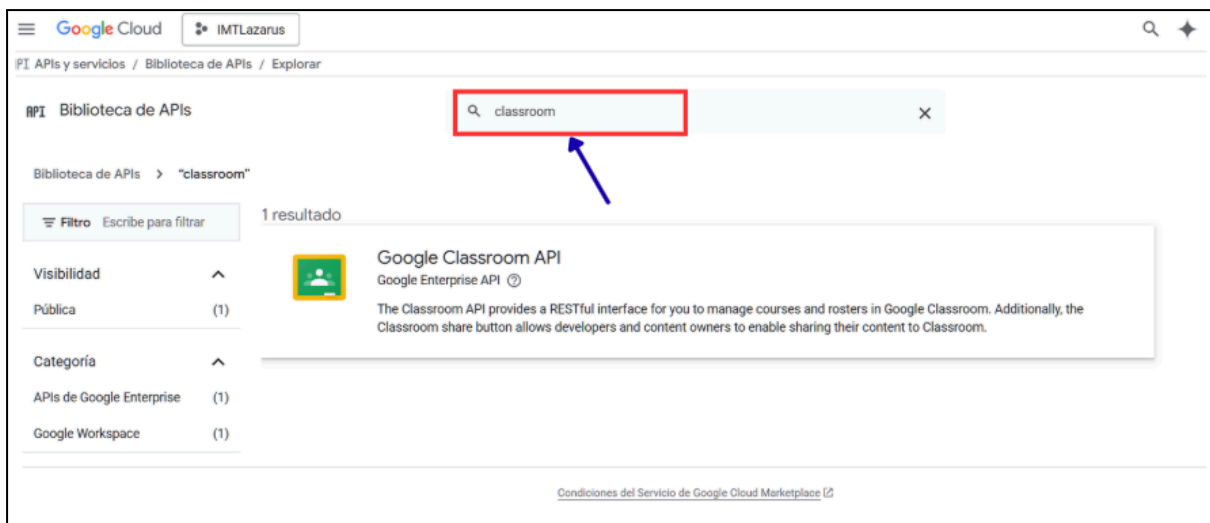 Google Cloud IMTLazarus
API APIs y servicios / Biblioteca de APIs / Explorar
API Biblioteca de APIs
classroom
Biblioteca de APIs > "classroom"
Filtro Escribe para filtrar
1 resultado
Google Classroom API
Google Enterprise API
The Classroom API provides a RESTful interface for you to manage courses and rosters in Google Classroom. Additionally, the
Classroom share button allows developers and content owners to enable sharing their content to Classroom.
Visibilidad
Pública (1)
Categoría
APIs de Google Enterprise (1)
Google Workspace (1)
Condiciones del Servicio de Google Cloud Marketplace